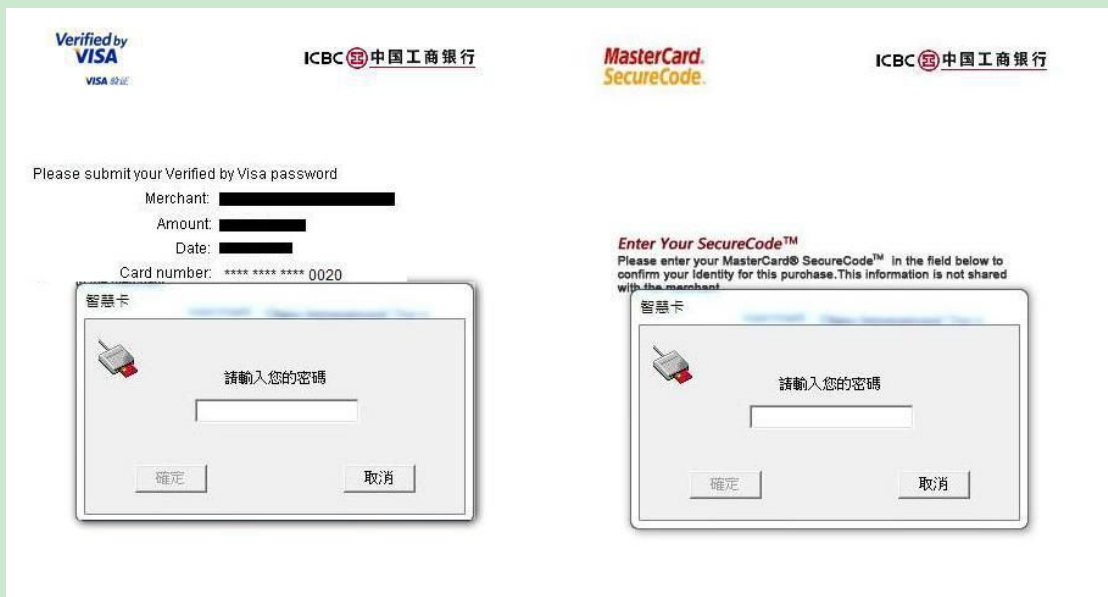 Verified by
VISA
VISA 验证
ICBC 中国工商银行
Please submit your Verified by Visa password
Merchant:
Amount:
Date:
Card number: **** **** **** 0020
智慧卡
請輸入您的密碼
確定
取消
MasterCard.
SecureCode.
ICBC 中国工商银行
Enter Your SecureCode™
Please enter your MasterCard® SecureCode™ in the field below to
confirm your Identity for this purchase.This information is not shared
with the merchant
智慧卡
請輸入您的密碼
確定
取消